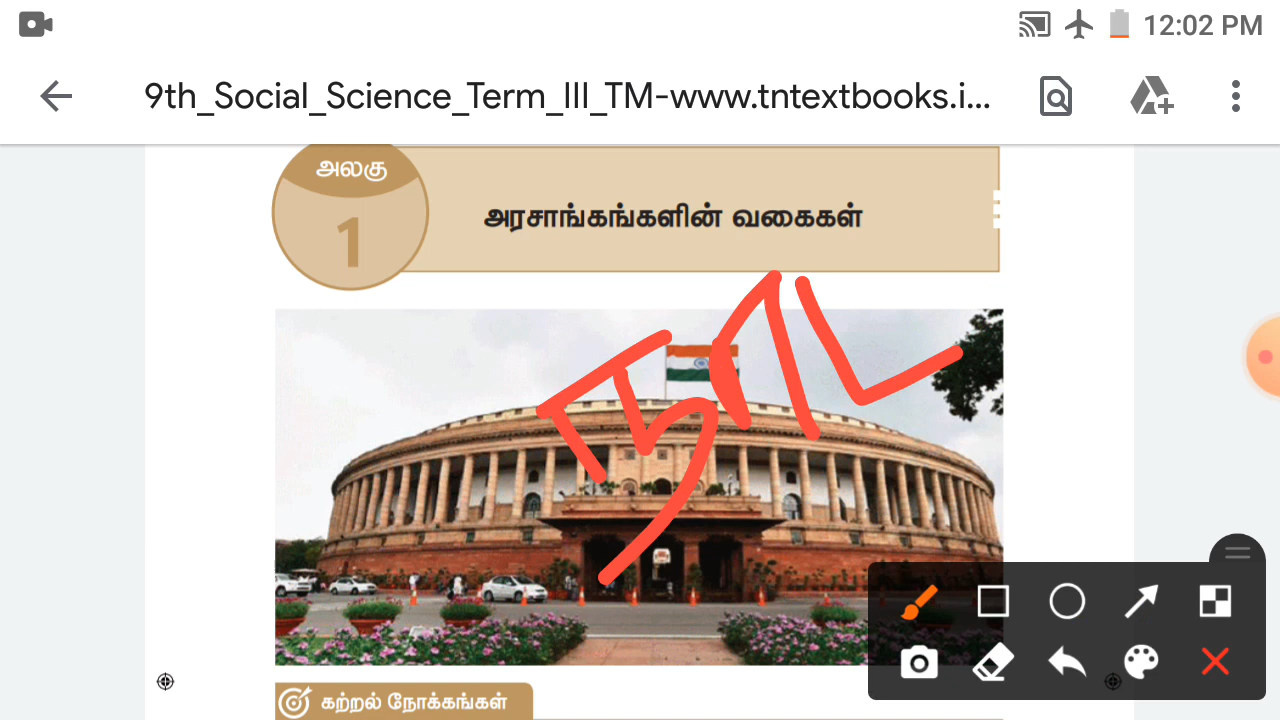 12:02 PM
9th_Social_Science_Term_III_TM-www.tntextbooks.i...
அலகு
1
அரசாங்கங்களின் வகைகள்
நாட
கற்றல் நோக்கங்கள்